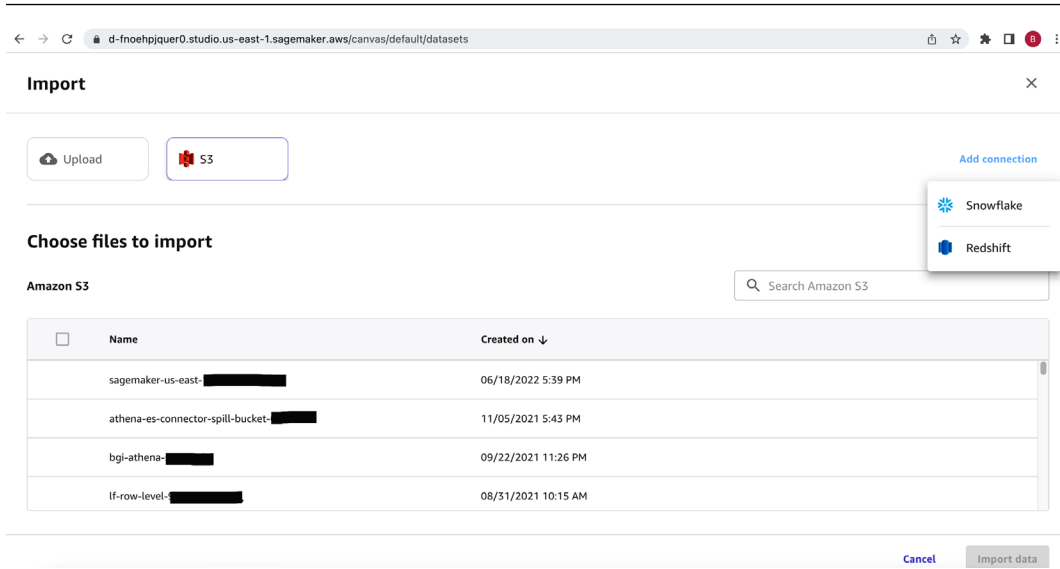 d-fnoehpjquer0.studio.us-east-1.sagemaker.aws/canvas/default/datasets
B
Import
Upload
S3
Add connection
Snowflake
Redshift
Choose files to import
Amazon S3
Search Amazon S3
Name Created on
sagemaker-us-east- 06/18/2022 5:39 PM
athena-es-connector-spill-bucket- 11/05/2021 5:43 PM
bgi-athena- 09/22/2021 11:26 PM
lf-row-level- 08/31/2021 10:15 AM
Cancel Import data